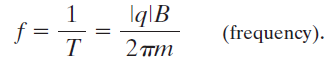 f = 1/T = |q|B/2πm (frequency).